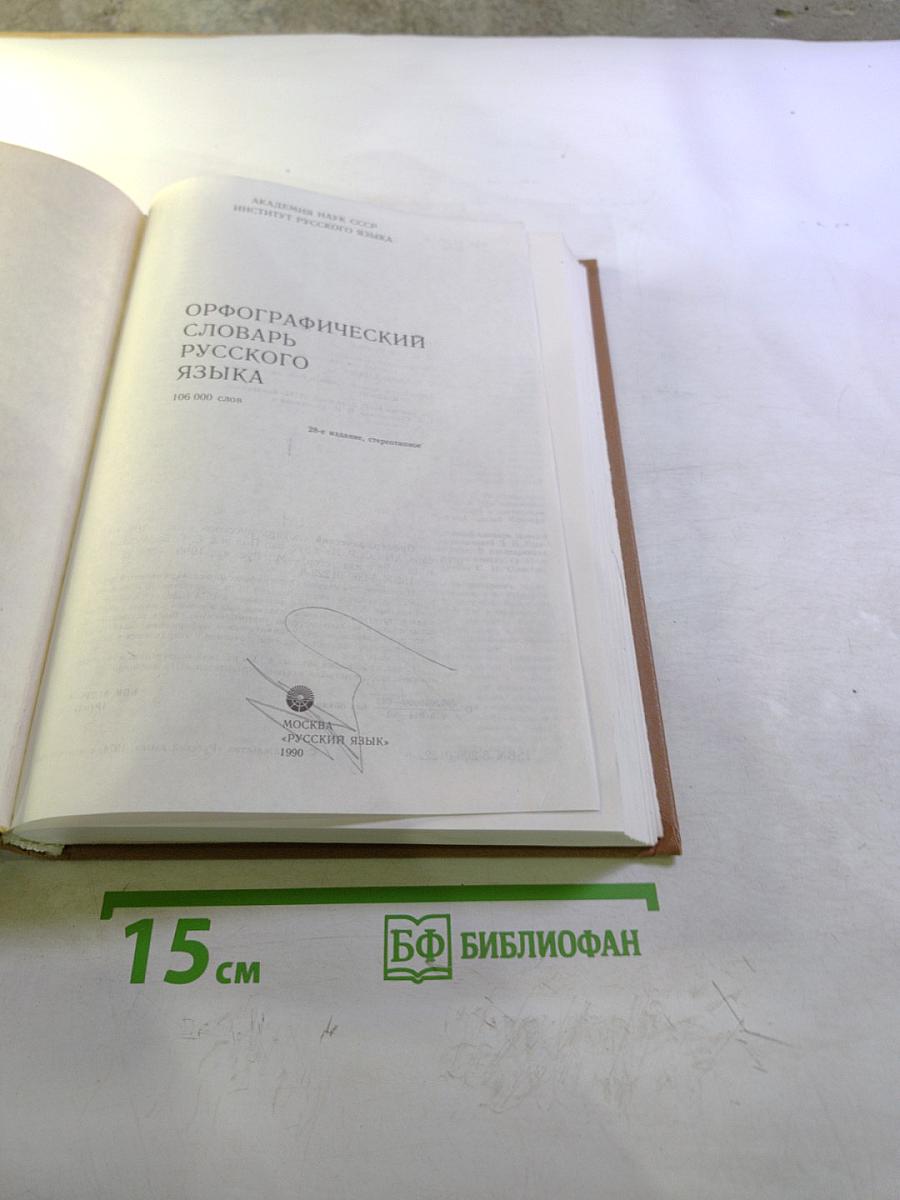 АКАДЕМИЯ НАУК СССР
ИНСТИТУТ РУССКОГО ЯЗЫКА
ОРФОГРАФИЧЕСКИЙ
СЛОВАРЬ
РУССКОГО
ЯЗЫКА
106 000 слов
28-е издание, стереотипное
МОСКВА
«РУССКИЙ ЯЗЫК»
1990
15 см
БФ БИБЛИОФАН